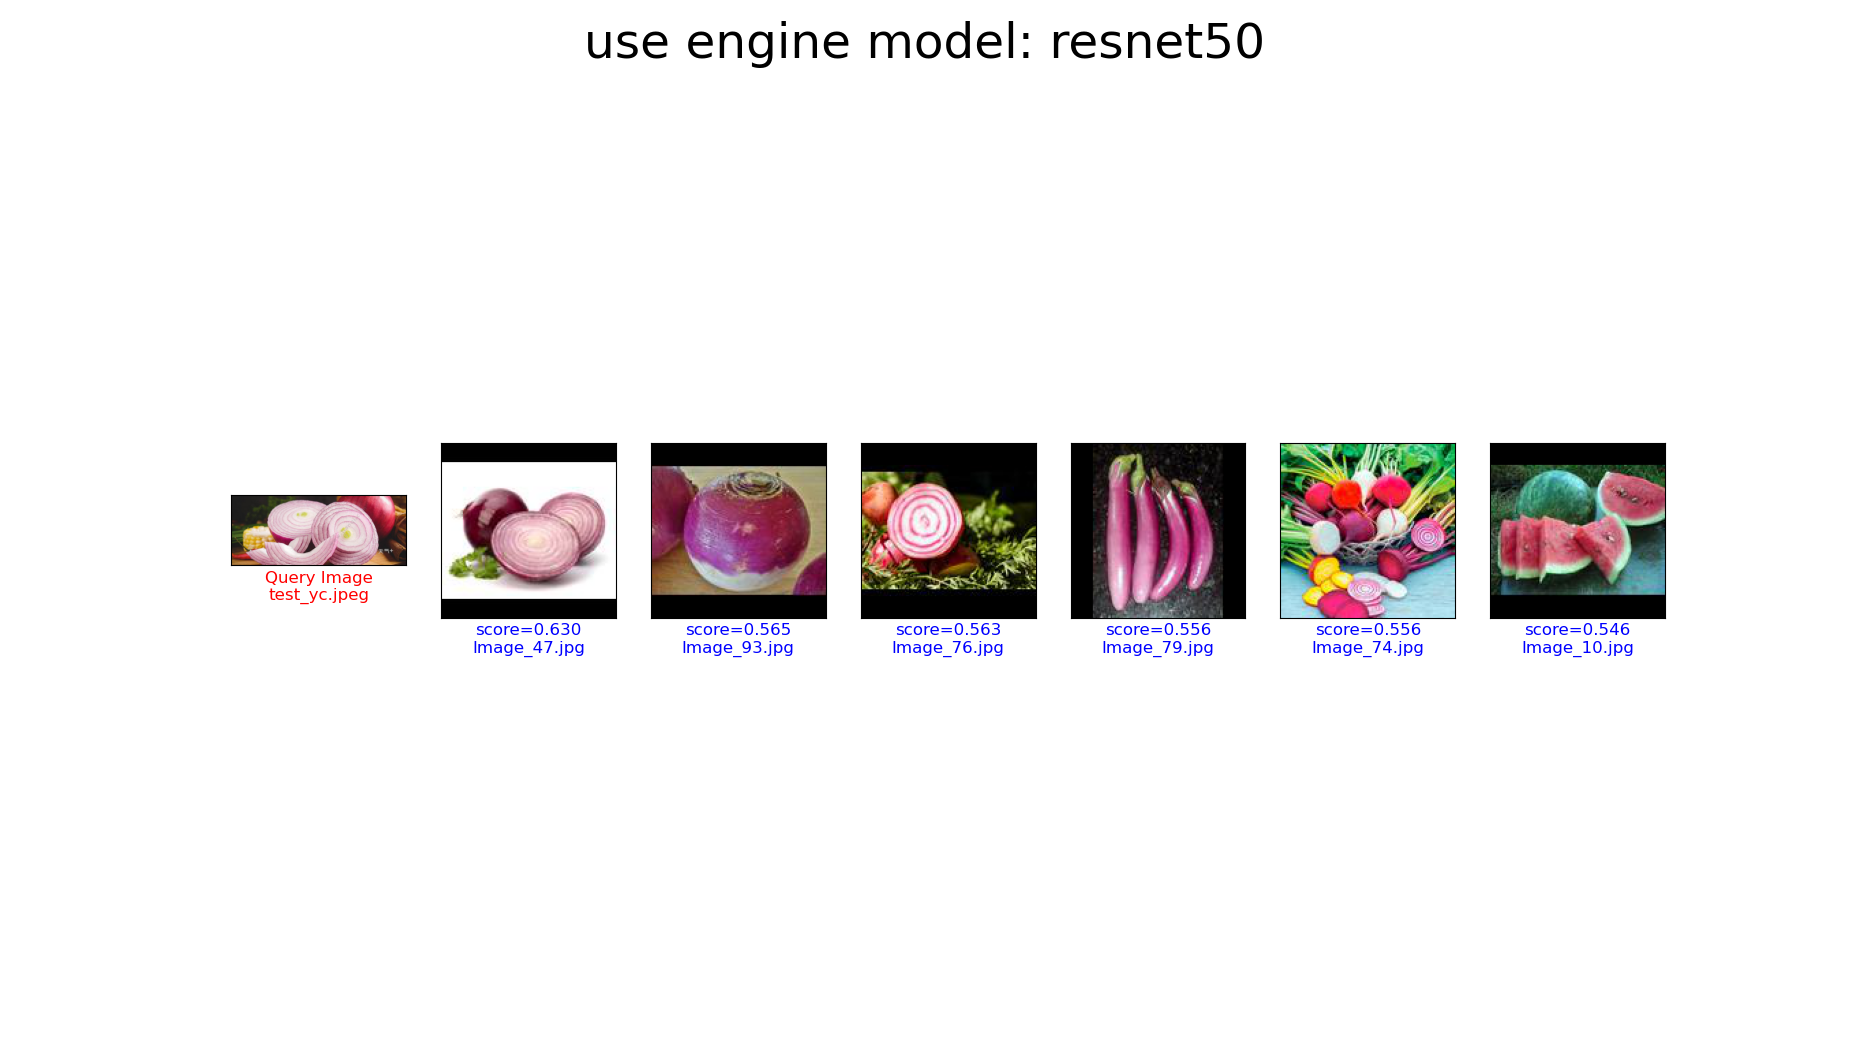 use engine model: resnet50
Query Image
test_yc.jpeg
score=0.630
Image_47.jpg
score=0.565
Image_93.jpg
score=0.563
Image_76.jpg
score=0.556
Image_79.jpg
score=0.556
Image_74.jpg
score=0.546
Image_10.jpg